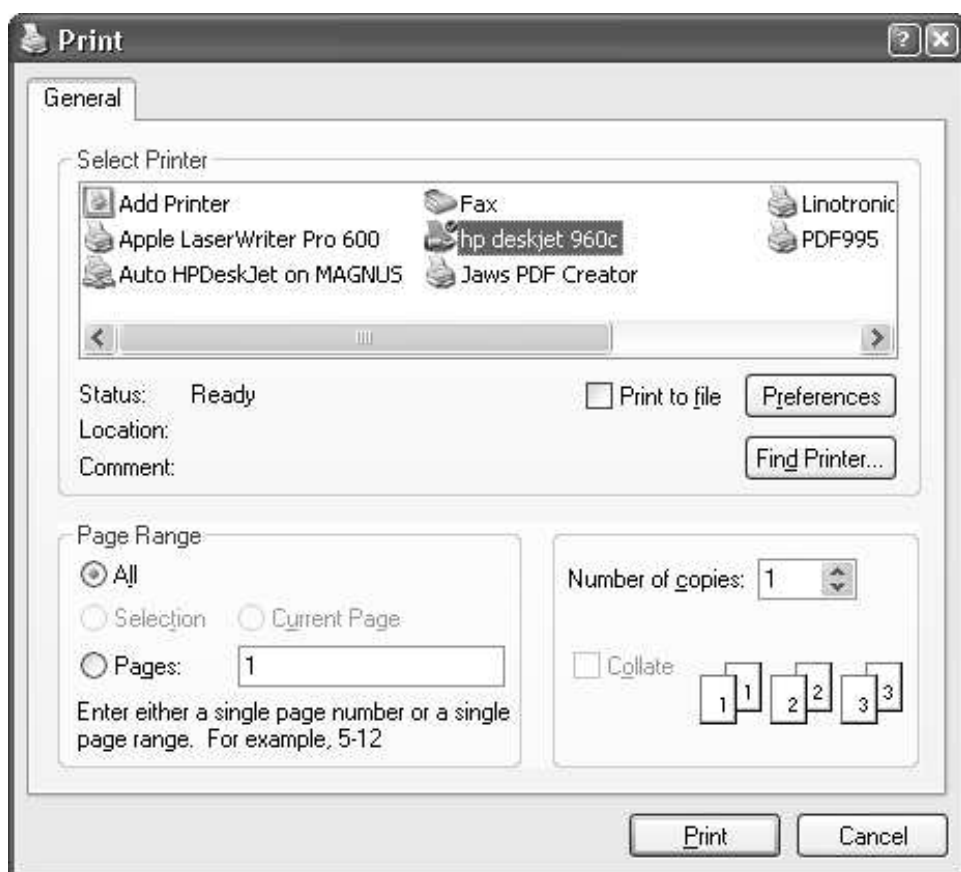 Print
General
Select Printer
Add Printer
Fax
Linotronic
Apple LaserWriter Pro 600
hp deskjet 960c
PDF995
Auto HPDeskJet on MAGNUS
Jaws PDF Creator
Status: Ready
Print to file
Preferences
Location:
Comment:
Find Printer...
Page Range
All
Number of copies: 1
Selection
Current Page
Pages: 1
Collate
1 1 2 2 3 3
Enter either a single page number or a single
page range. For example, 5-12
Print
Cancel